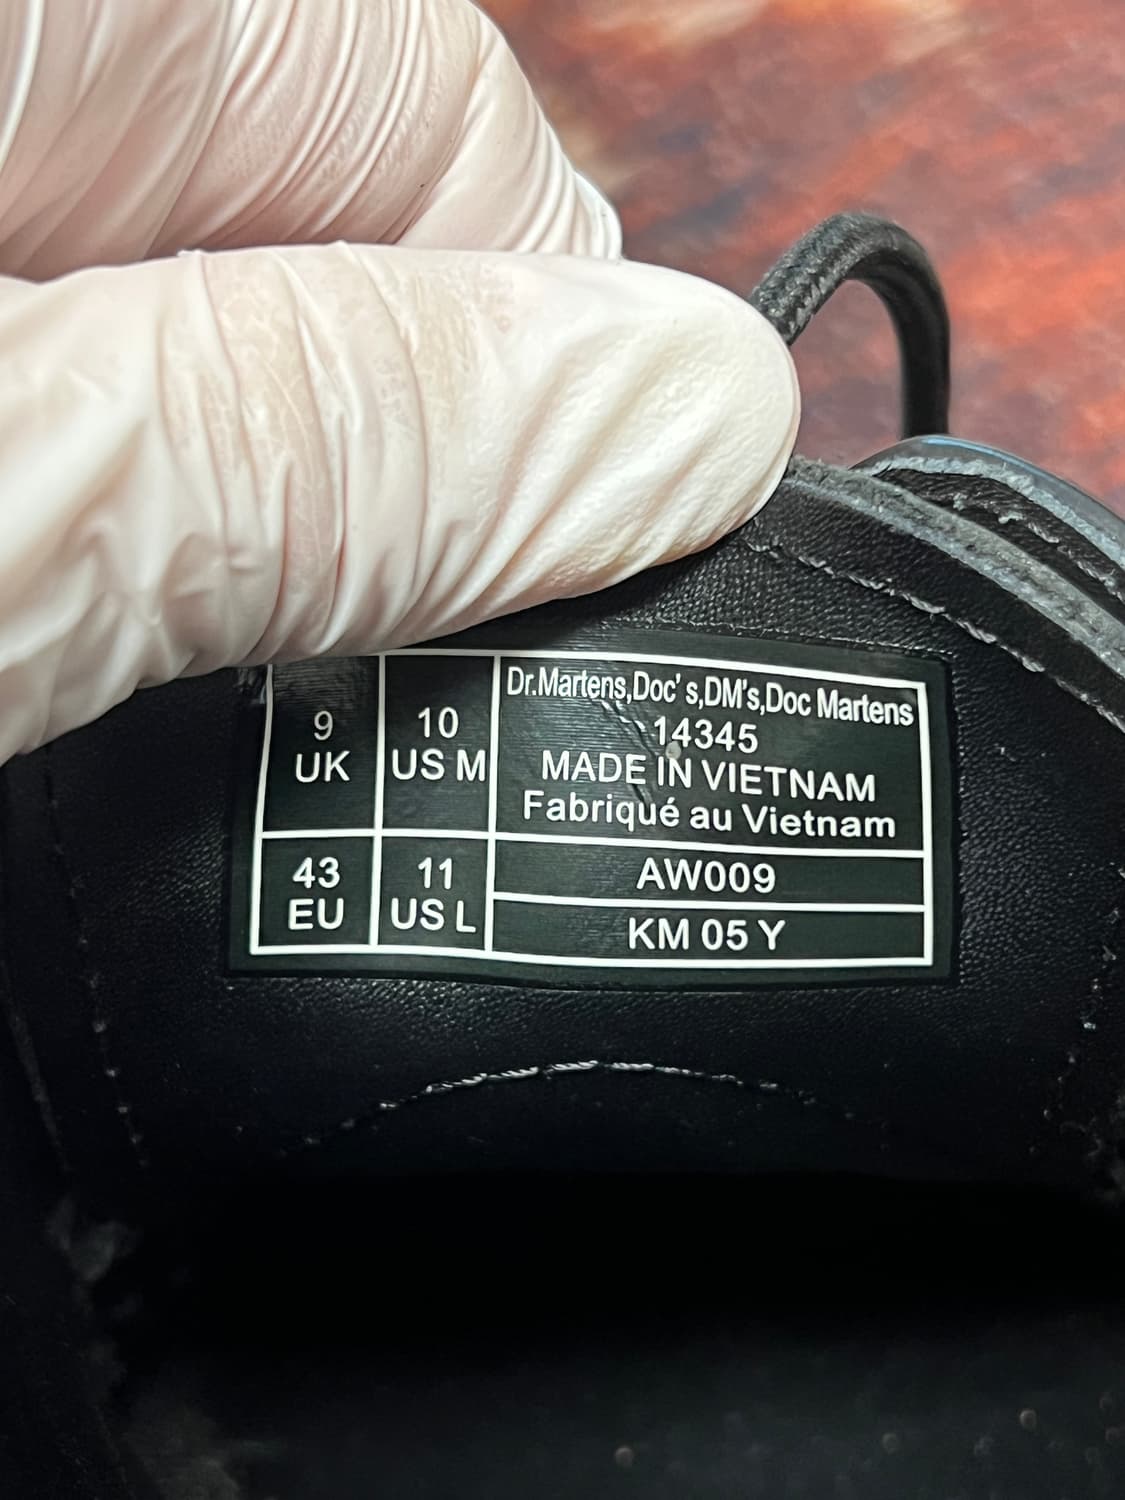 9
UK
10
US M
Dr.Martens,Doc's,DM's,Doc Martens
14345
MADE IN VIETNAM
Fabriqué au Vietnam
43
EU
11
US L
AW009
KM 05 Y